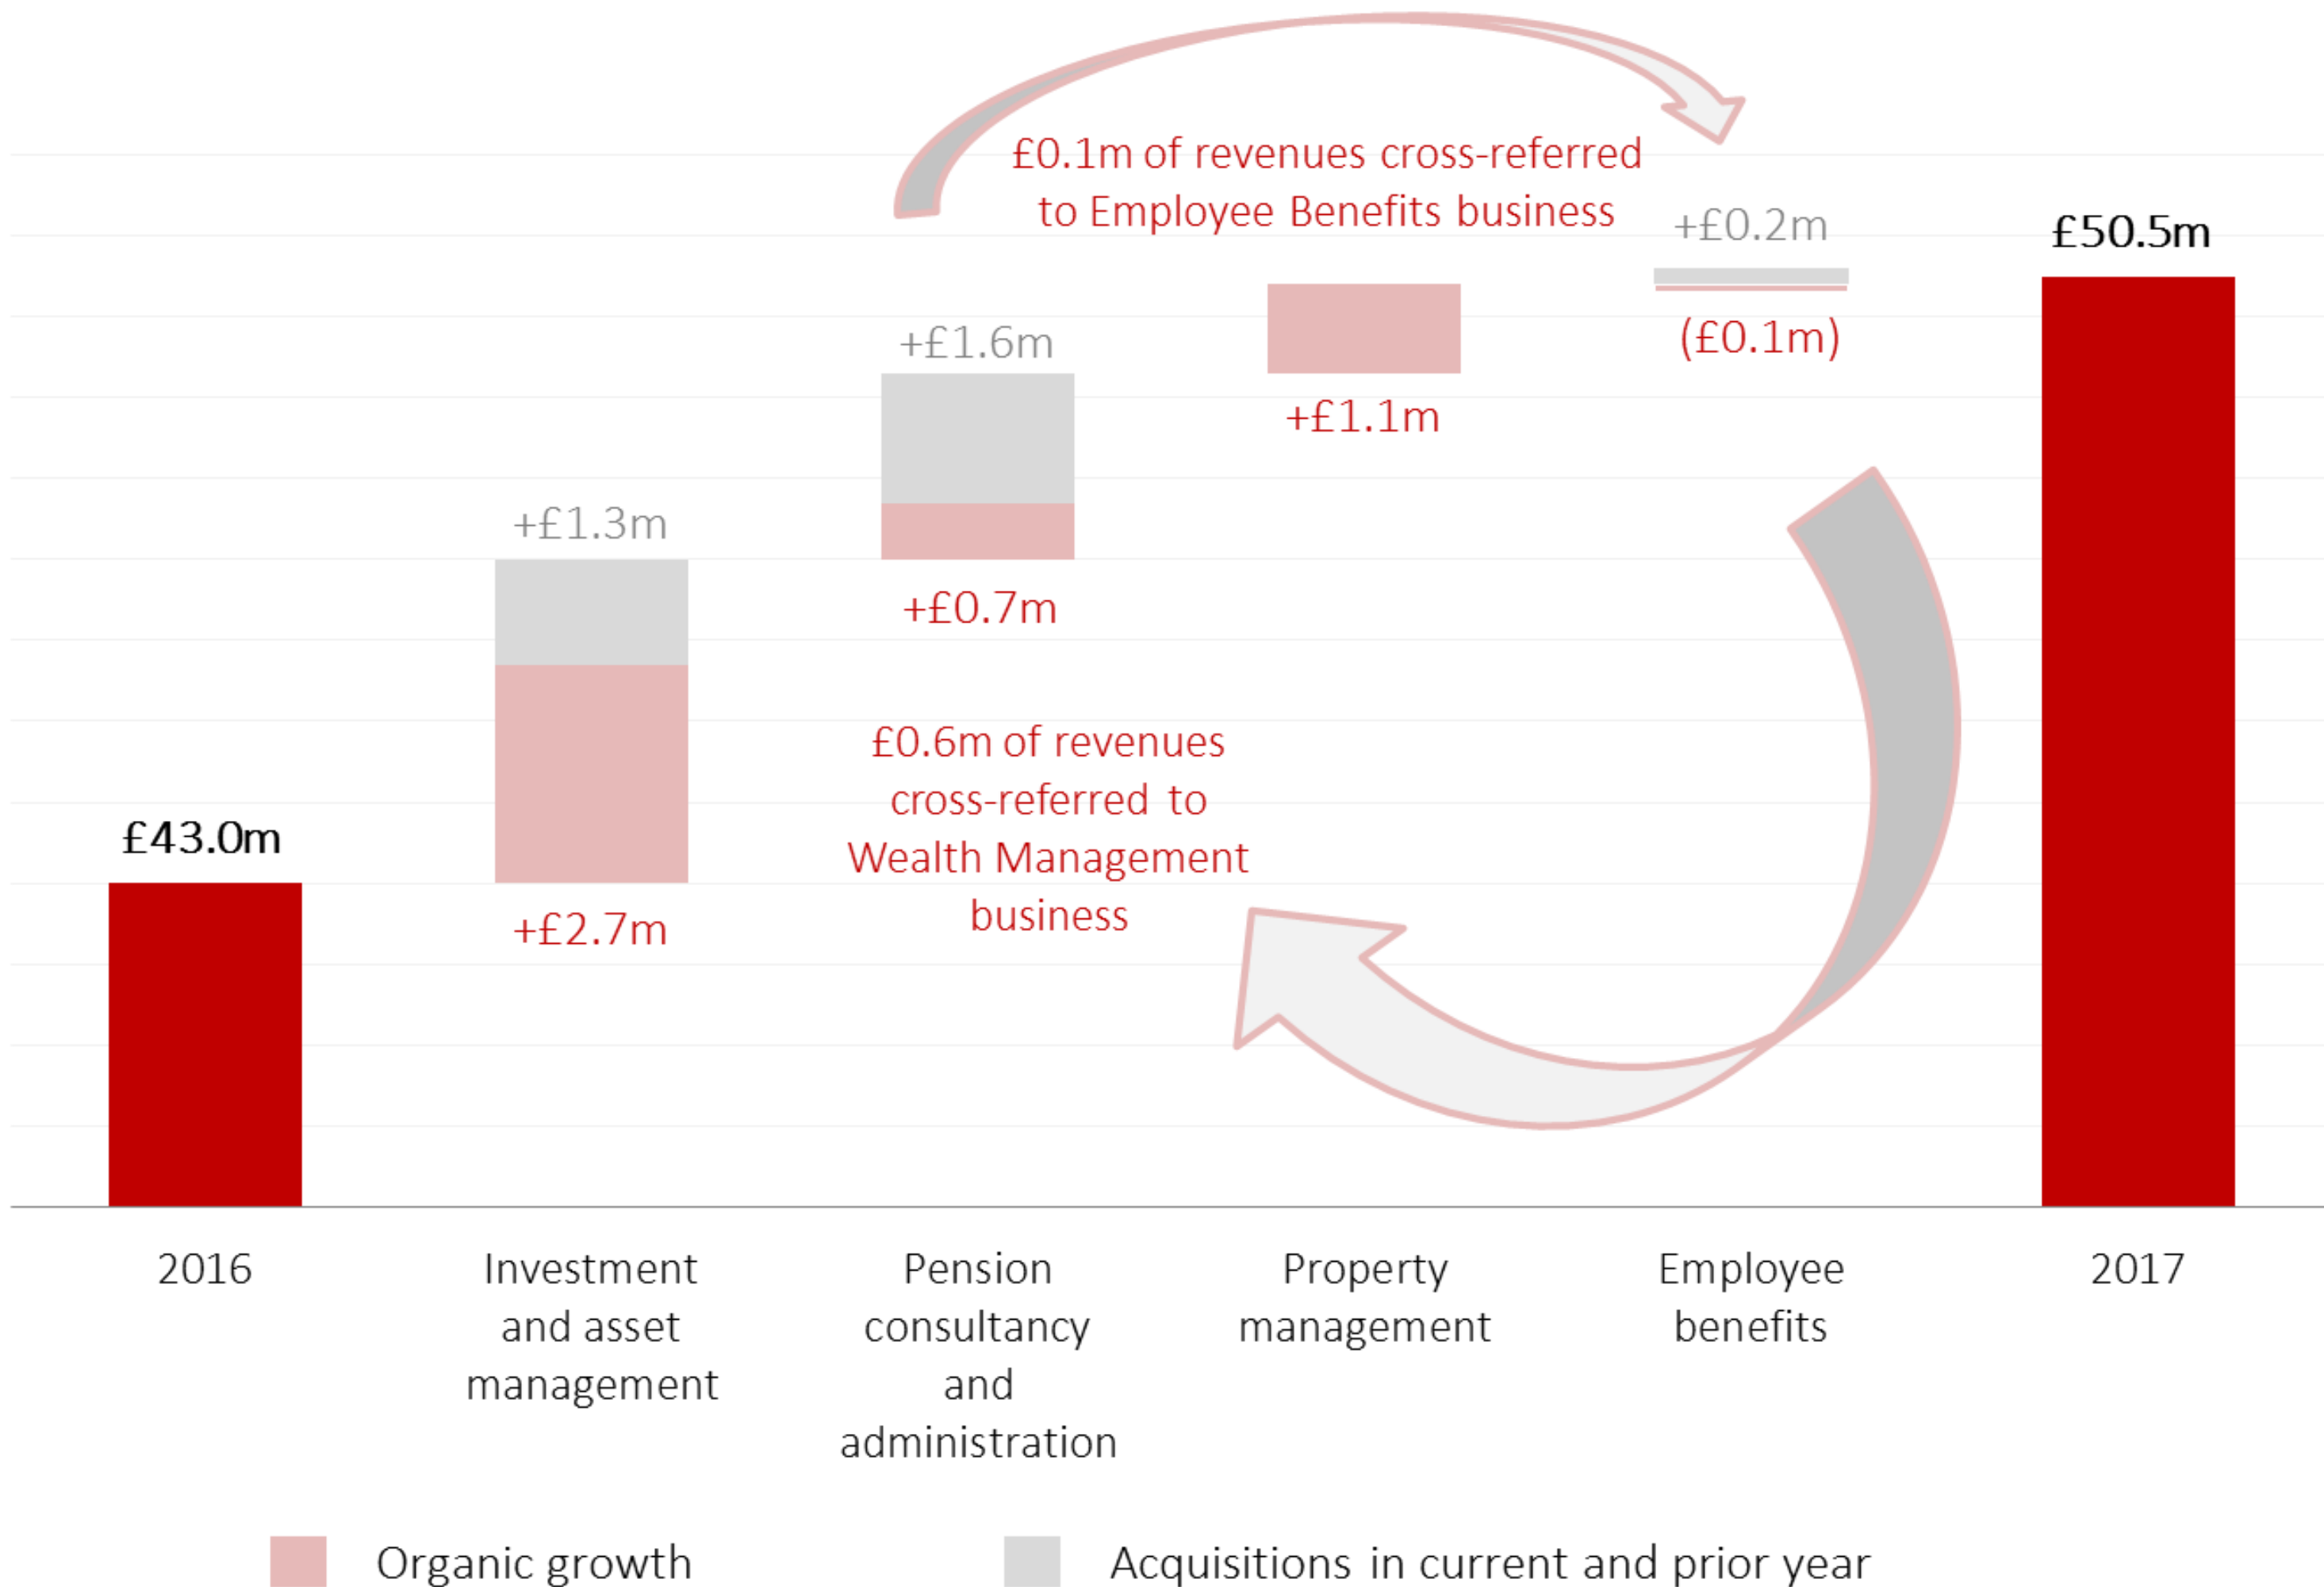 £0.1m of revenues cross-referred
to Employee Benefits business
+£0.2m
£50.5m
+£1.6m
(£0.1m)
+£1.1m
+£1.3m
+£0.7m
£0.6m of revenues
cross-referred to
Wealth Management
business
£43.0m
+£2.7m
2016
Investment
and asset
management
Pension
consultancy
and
administration
Property
management
Employee
benefits
2017
Organic growth
Acquisitions in current and prior year